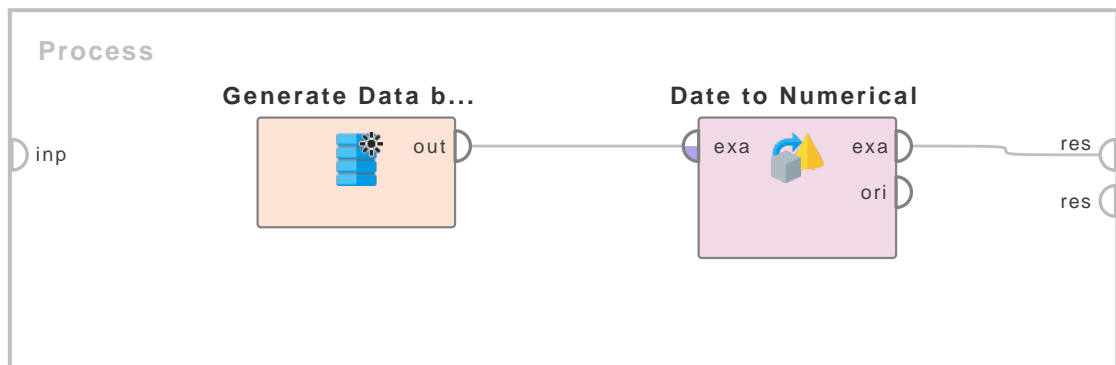 Process
Generate Data b...
Date to Numerical
inp
out
exa
exa
res
ori
res